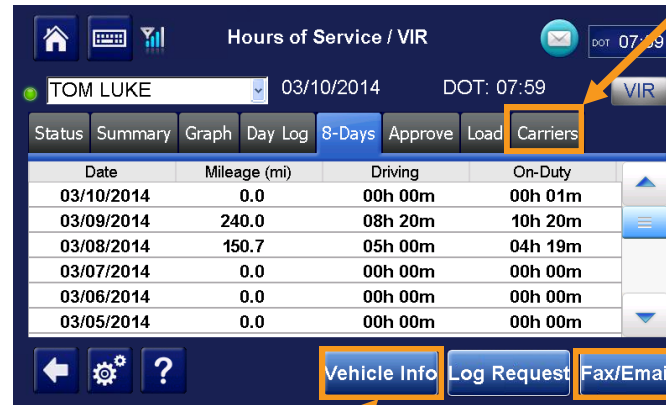 Hours of Service / VIR
DOT
TOM LUKE 03/10/2014 DOT: 07:59 VIR
Status Summary Graph Day Log 8-Days Approve Load Carriers
Date Mileage (mi) Driving On-Duty
03/10/2014 0.0 00h 00m 00h 01m
03/09/2014 240.0 08h 20m 10h 20m
03/08/2014 150.7 05h 00m 04h 19m
03/07/2014 0.0 00h 00m 00h 00m
03/06/2014 0.0 00h 00m 00h 00m
03/05/2014 0.0 00h 00m 00h 00m
? Vehicle Info Log Request Fax/Emai